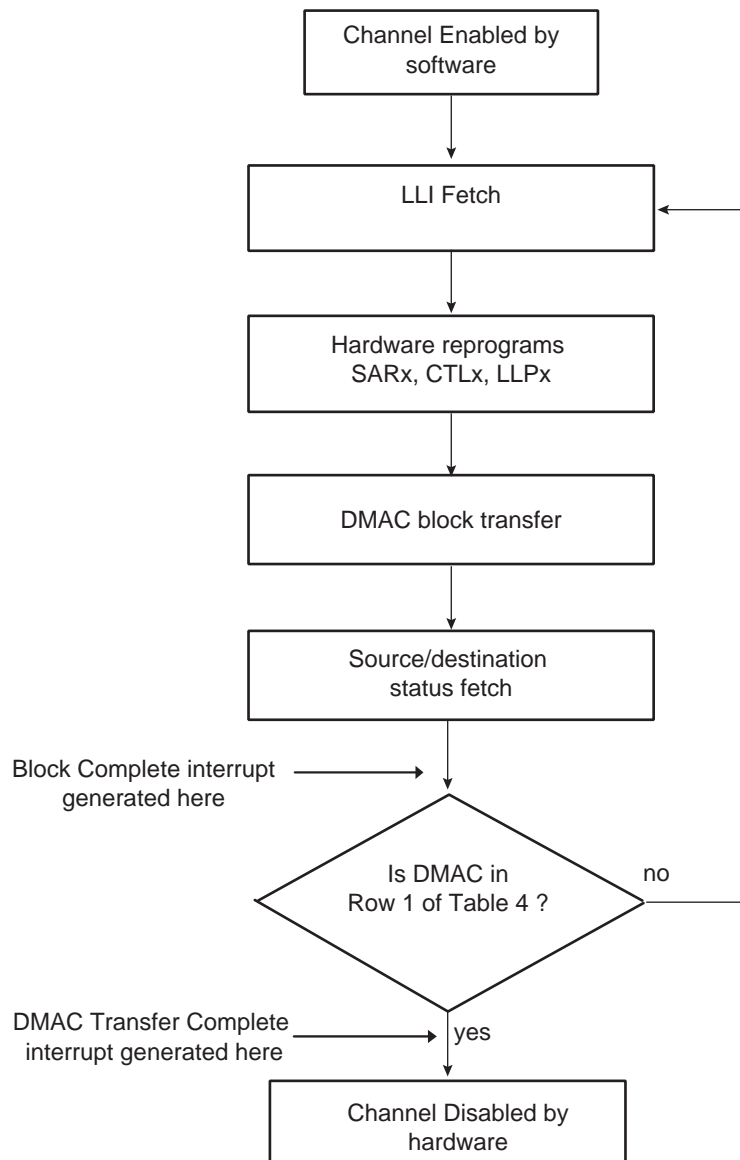 Channel Enabled by
software
LLI Fetch
Hardware reprograms
SARx, CTLx, LLPx
DMAC block transfer
Source/destination
status fetch
Block Complete interrupt
generated here
Is DMAC in
Row 1 of Table 4 ?
no
DMAC Transfer Complete
interrupt generated here
yes
Channel Disabled by
hardware